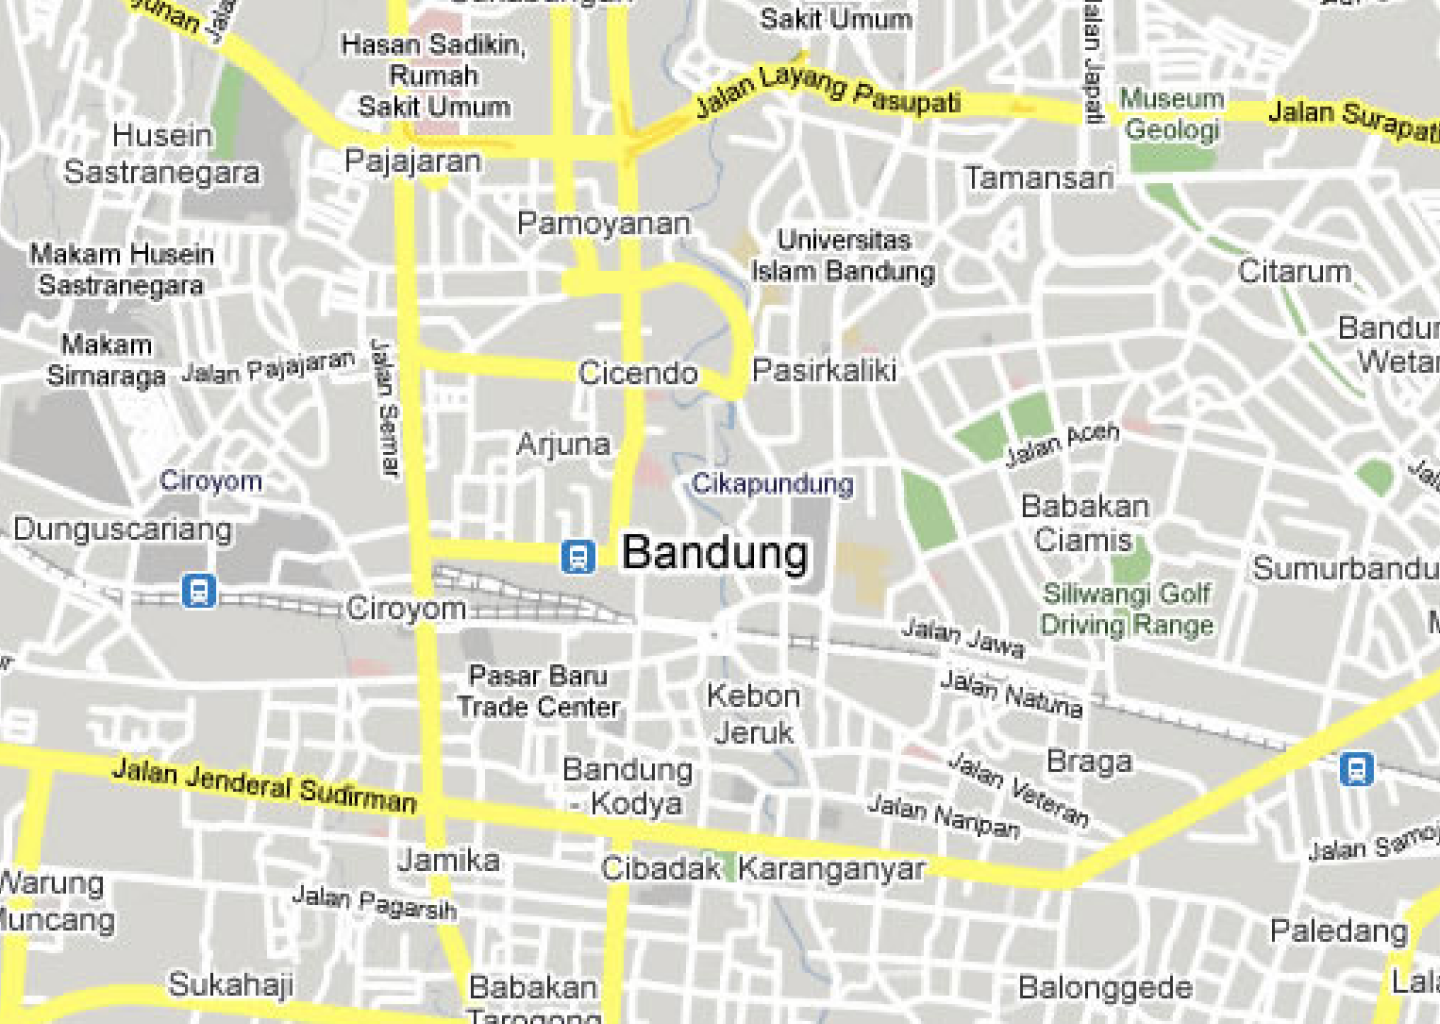 Sakit Umum
Hasan Sadikin,
Rumah
Sakit Umum
Jalan Layang Pasupati
Jalan Japati
Museum
Geologi
Jalan Surapati
Husein
Sastranegara
Pajajaran
Tamansari
Pamoyanan
Makam Husein
Sastranegara
Universitas
Islam Bandung
Citarum
Makam
Sirnaraga
Jalan Pajajaran
Jalan Semar
Cicendo
Pasirkaliki
Arjuna
Jalan Aceh
Ciroyom
Cikapundung
Dunguscariang
Bandung
Babakan
Ciamis
Siliwangi Golf
Driving Range
Ciroyom
Jalan Jawa
Pasar Baru
Trade Center
Kebon
Jeruk
Jalan Natuna
Jalan Jenderal Sudirman
Bandung
- Kodya
Braga
Jalan Veteran
Jalan Naripan
Jamika
Cibadak
Karanganyar
Warung
Muncang
Jalan Pagarsih
Paledang
Sukahaji
Babakan
Tarogong
Balonggede